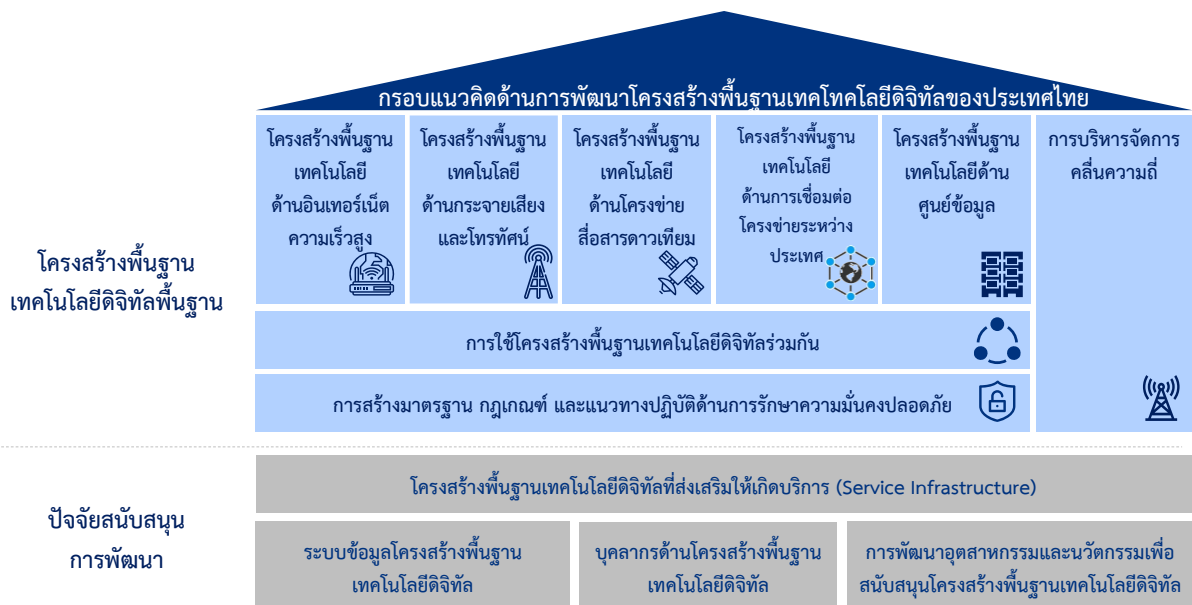 กรอบแนวคิดด้านการพัฒนาโครงสร้างพื้นฐานเทคโทคโลยีดิจิทัลของประเทศไทย
โครงสร้างพื้นฐาน
เทคโนโลยีดิจิทัลพื้นฐาน
โครงสร้างพื้นฐาน
เทคโนโลยี
ด้านอินเทอร์เน็ต
ความเร็วสูง
โครงสร้างพื้นฐาน
เทคโนโลยี
ด้านกระจายเสียง
และโทรทัศน์
โครงสร้างพื้นฐาน
เทคโนโลยี
ด้านโครงข่าย
สื่อสารดาวเทียม
โครงสร้างพื้นฐาน
เทคโนโลยี
ด้านการเชื่อมต่อ
โครงข่ายระหว่าง
ประเทศ
โครงสร้างพื้นฐาน
เทคโนโลยีด้าน
ศูนย์ข้อมูล
การบริหารจัดการ
คลื่นความถี่
การใช้โครงสร้างพื้นฐานเทคโนโลยีดิจิทัลร่วมกัน
การสร้างมาตรฐาน กฎเกณฑ์ และแนวทางปฏิบัติด้านการรักษาความมั่นคงปลอดภัย
ปัจจัยสนับสนุน
การพัฒนา
โครงสร้างพื้นฐานเทคโนโลยีดิจิทัลที่ส่งเสริมให้เกิดบริการ (Service Infrastructure)
ระบบข้อมูลโครงสร้างพื้นฐาน
เทคโนโลยีดิจิทัล
บุคลากรด้านโครงสร้างพื้นฐาน
เทคโนโลยีดิจิทัล
การพัฒนาอุตสาหกรรมและนวัตกรรมเพื่อ
สนับสนุนโครงสร้างพื้นฐานเทคโนโลยีดิจิทัล